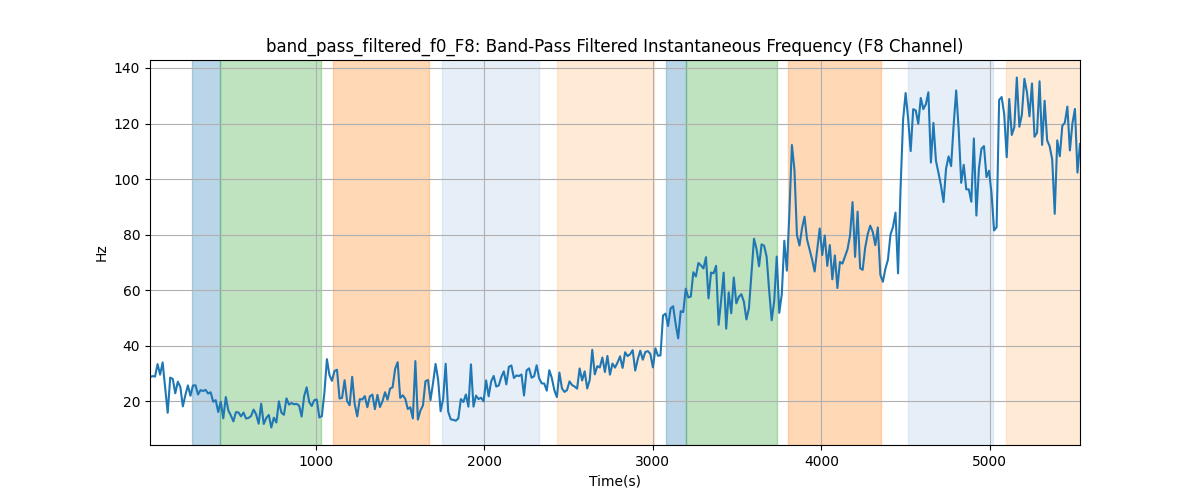 band_pass_filtered_f0_F8: Band-Pass Filtered Instantaneous Frequency (F8 Channel)
140
120
100
80
60
40
20
Hz
1000 2000 3000 4000 5000
Time(s)